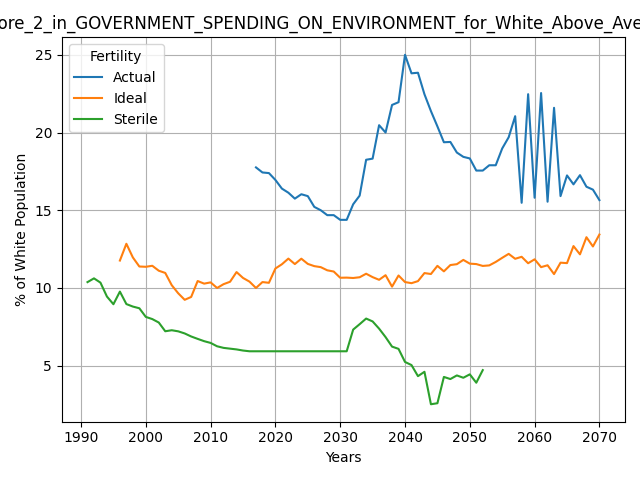 ore_2_in_GOVERNMENT_SPENDING_ON_ENVIRONMENT_for_White_Above_Ave
Fertility
Actual
Ideal
Sterile
% of White Population
25
20
15
10
5
1990 2000 2010 2020 2030 2040 2050 2060 2070
Years